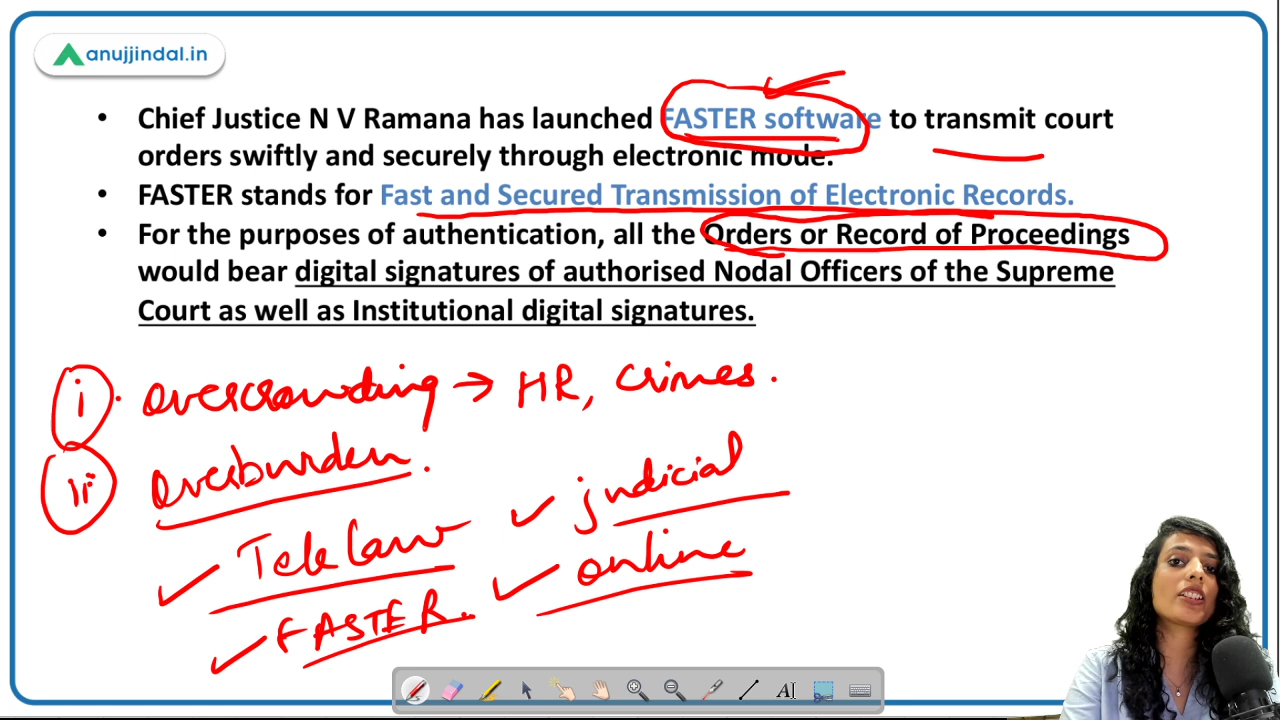 anujjindal.in
• Chief Justice N V Ramana has launched FASTER software to transmit court
orders swiftly and securely through electronic mode.
• FASTER stands for Fast and Secured Transmission of Electronic Records.
• For the purposes of authentication, all the Orders or Record of Proceedings
would bear digital signatures of authorised Nodal Officers of the Supreme
Court as well as Institutional digital signatures.
i. overcrowding → HR, crimes.
ii overburden.
✓ Tele law ✓ judicial
✓ FASTER. ✓ online
AI